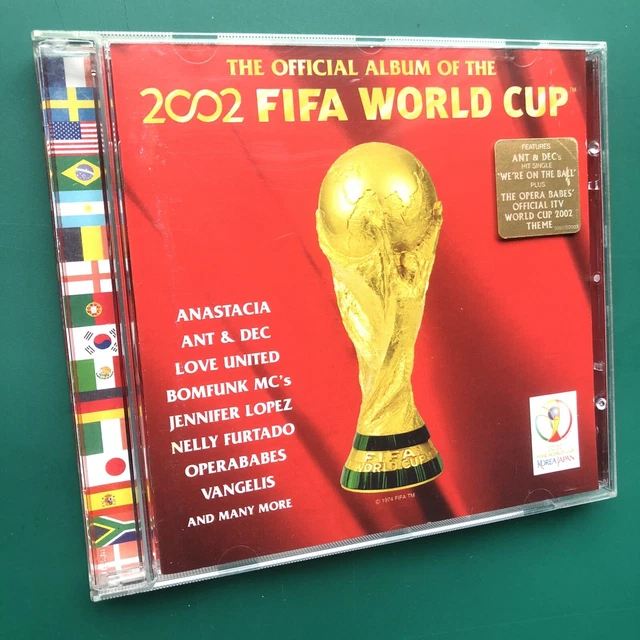 THE OFFICIAL ALBUM OF THE
2002 FIFA WORLD CUP™
FEATURES
ANT & DEC's
HIT SINGLE
"WE'RE ON THE BALL"
PLUS
THE OPERA BABES'
OFFICIAL ITV
WORLD CUP 2002
THEME
ANASTACIA
ANT & DEC
LOVE UNITED
BOMFUNK MC's
JENNIFER LOPEZ
NELLY FURTADO
OPERABABES
VANGELIS
AND MANY MORE
FIFA
WORLD CUP
© 1974 FIFA TM
KOREA JAPAN